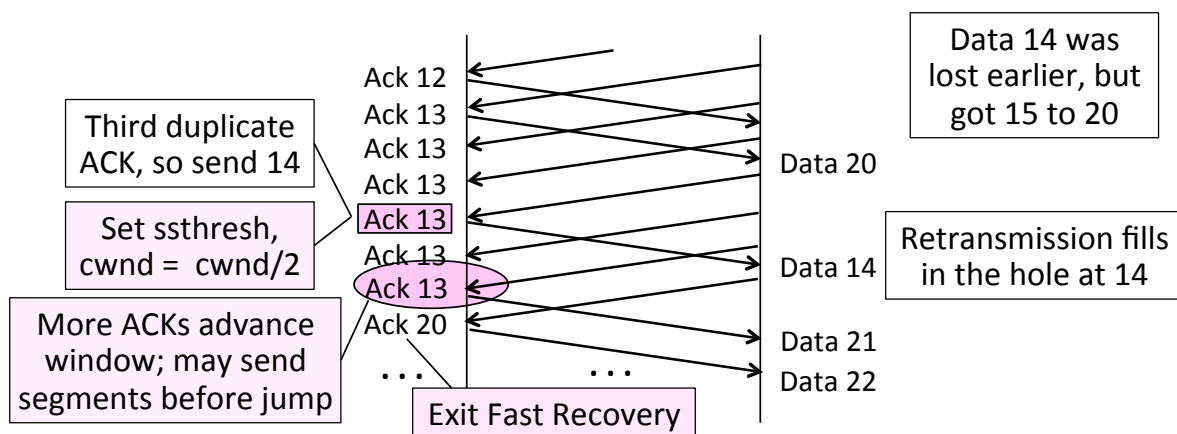 Ack 12
Ack 13
Ack 13
Ack 13
Ack 13
Ack 13
Ack 13
Ack 20
. . .
Third duplicate
ACK, so send 14
Set ssthresh,
cwnd = cwnd/2
More ACKs advance
window; may send
segments before jump
Exit Fast Recovery
. . .
Data 20
Data 14
Data 21
Data 22
Data 14 was
lost earlier, but
got 15 to 20
Retransmission fills
in the hole at 14